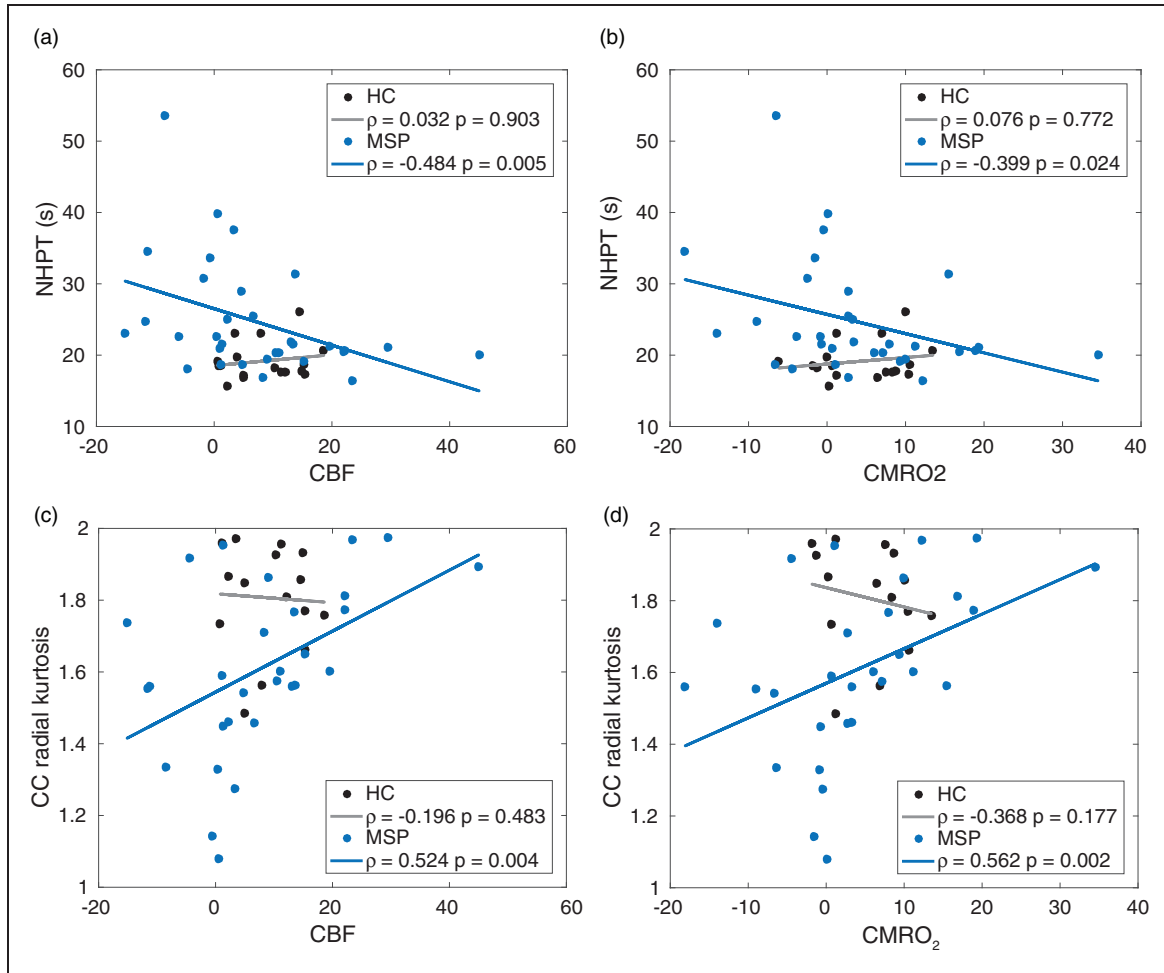 (a)
60
50
40
30
20
10
NHPT (s)
-20
0
20
40
60
CBF
HC
ρ = 0.032 p = 0.903
MSP
ρ = -0.484 p = 0.005
(b)
60
50
40
30
20
10
NHPT (s)
-20
-10
0
10
20
30
40
CMRO2
HC
ρ = 0.076 p = 0.772
MSP
ρ = -0.399 p = 0.024
(c)
2
1.8
1.6
1.4
1.2
1
CC radial kurtosis
-20
0
20
40
60
CBF
HC
ρ = -0.196 p = 0.483
MSP
ρ = 0.524 p = 0.004
(d)
2
1.8
1.6
1.4
1.2
1
CC radial kurtosis
-20
-10
0
10
20
30
40
CMRO₂
HC
ρ = -0.368 p = 0.177
MSP
ρ = 0.562 p = 0.002